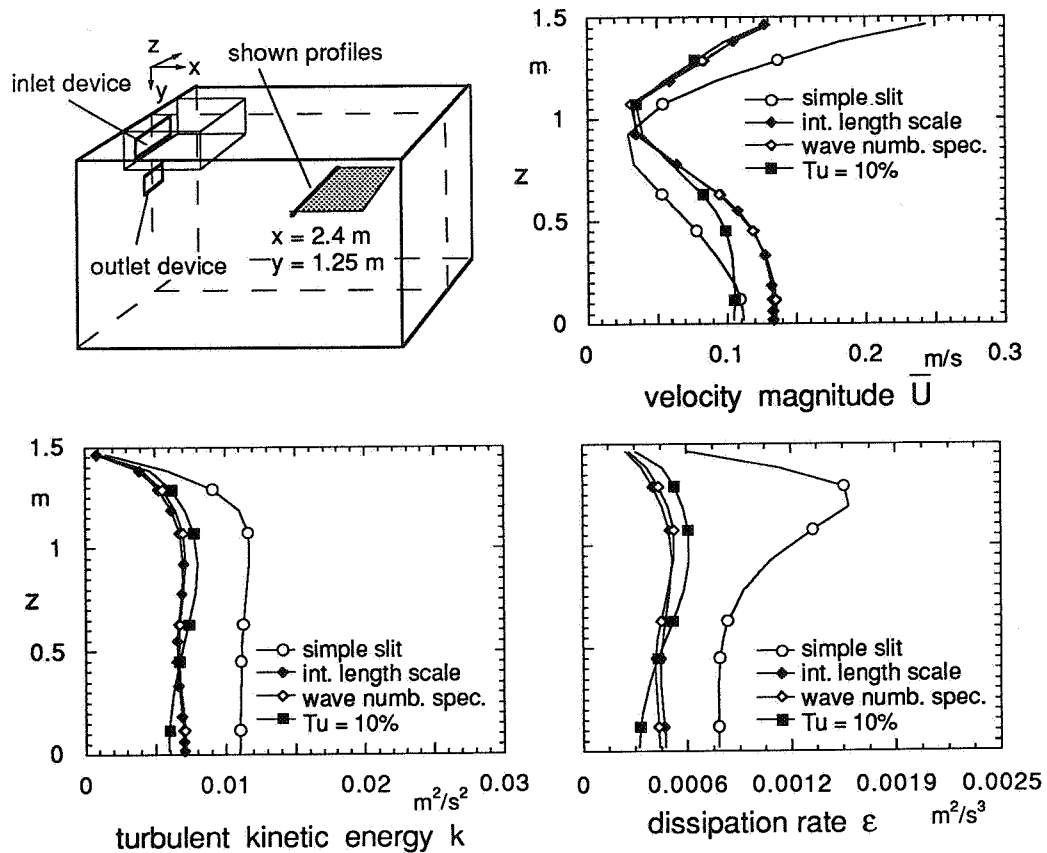 z
x
y
inlet device
shown profiles
outlet device
x = 2.4 m
y = 1.25 m
1.5
m
1
z
0.5
0
simple slit
int. length scale
wave numb. spec.
Tu = 10%
0
0.1
0.2
m/s
0.3
velocity magnitude U̅
1.5
m
1
z
0.5
0
simple slit
int. length scale
wave numb. spec.
Tu = 10%
0
0.01
0.02
m²/s²
0.03
turbulent kinetic energy k
simple slit
int. length scale
wave numb. spec.
Tu = 10%
0
0.0006
0.0012
0.0019
0.0025
m²/s³
dissipation rate ε